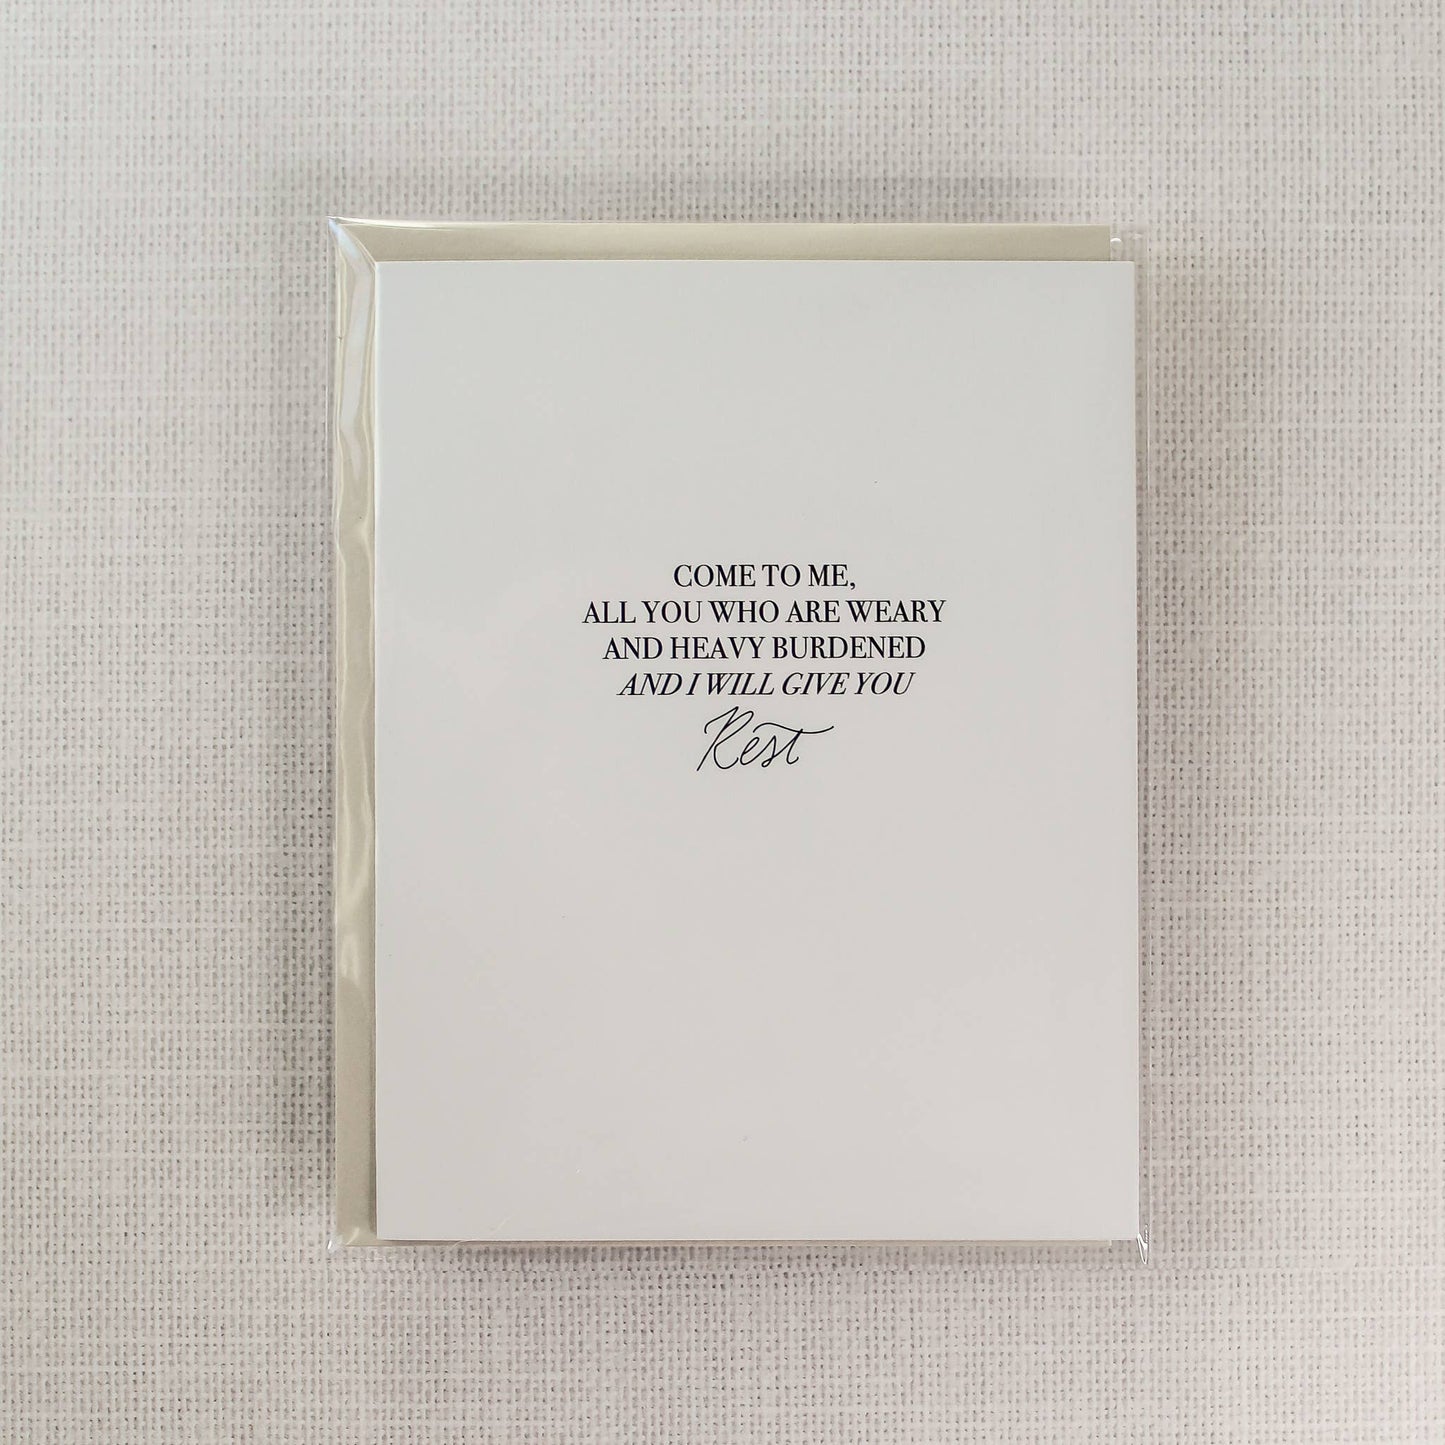 COME TO ME,
ALL YOU WHO ARE WEARY
AND HEAVY BURDENED
AND I WILL GIVE YOU
Rest